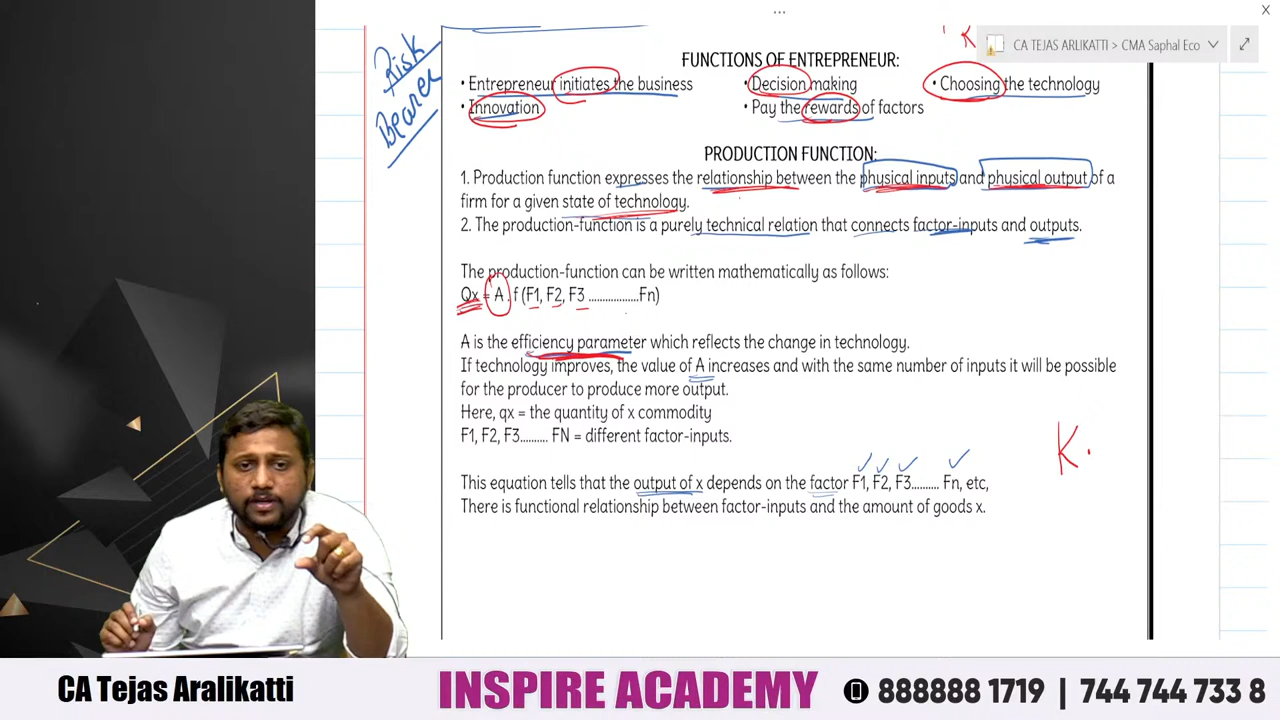 ...
X
K
CA TEJAS ARLIKATTI > CMA Saphal Eco
Risk
Bearer
FUNCTIONS OF ENTREPRENEUR:
• Entrepreneur initiates the business
• Decision making
• Choosing the technology
• Innovation
• Pay the rewards of factors
PRODUCTION FUNCTION:
1. Production function expresses the relationship between the physical inputs and physical output of a
firm for a given state of technology.
2. The production-function is a purely technical relation that connects factor-inputs and outputs.
The production-function can be written mathematically as follows:
Qx = A. f (F1, F2, F3 ..................Fn)
A is the efficiency parameter which reflects the change in technology.
If technology improves, the value of A increases and with the same number of inputs it will be possible
for the producer to produce more output.
Here, qx = the quantity of x commodity
F1, F2, F3.......... FN = different factor-inputs.
K.
This equation tells that the output of x depends on the factor F1, F2, F3.......... Fn, etc,
There is functional relationship between factor-inputs and the amount of goods x.
CA Tejas Aralikatti
INSPIRE ACADEMY
888888 1719 | 744 744 733 8